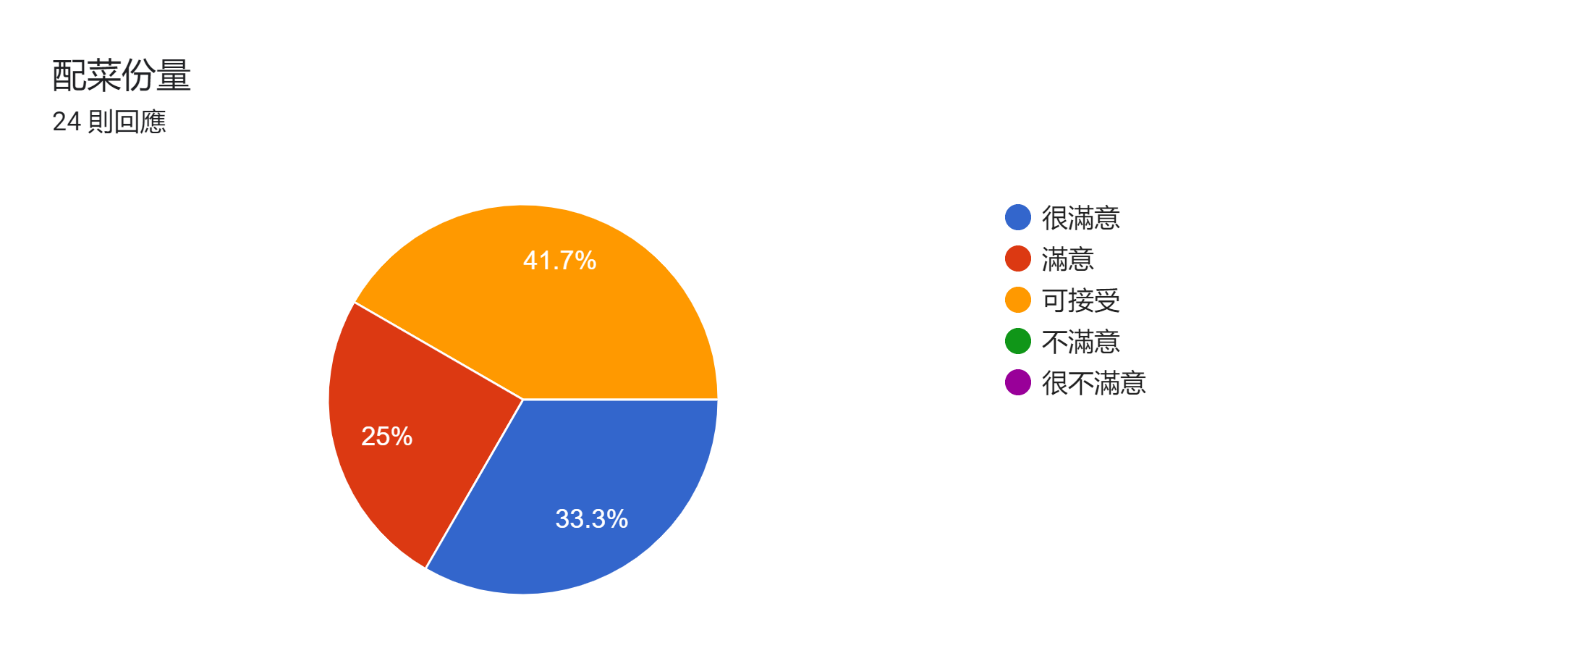 配菜份量
24 則回應
41.7%
25%
33.3%
很滿意
滿意
可接受
不滿意
很不滿意